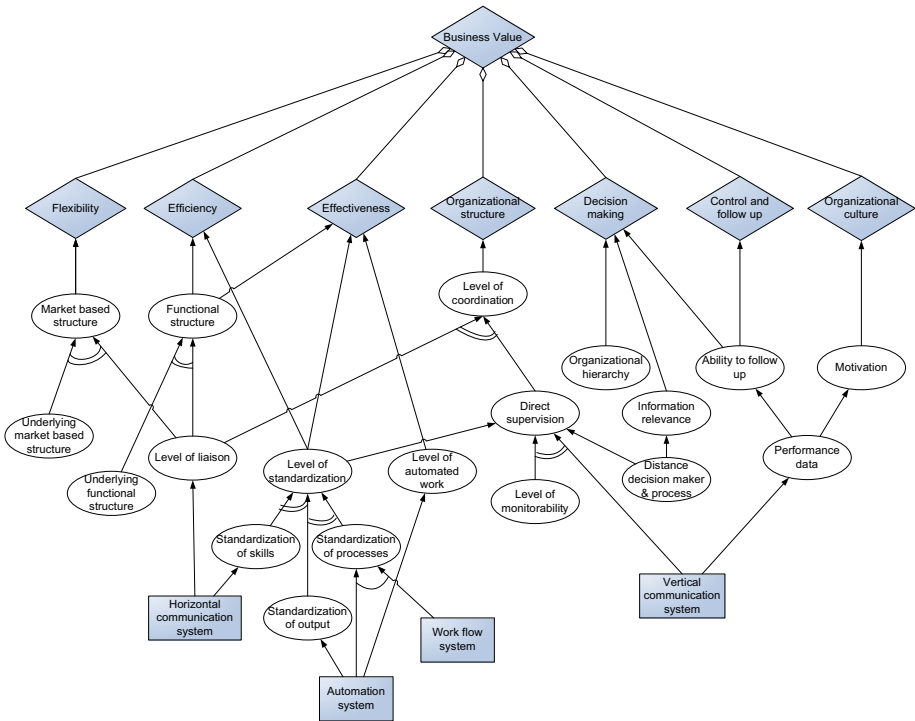 Business Value
Flexibility
Efficiency
Effectiveness
Organizational
structure
Decision
making
Control and
follow up
Organizational
culture
Market based
structure
Functional
structure
Level of
coordination
Organizational
hierarchy
Ability to follow
up
Motivation
Underlying
market based
structure
Direct
supervision
Information
relevance
Level of liaison
Underlying
functional
structure
Level of
standardization
Level of
automated
work
Level of
monitorability
Distance
decision maker
& process
Performance
data
Standardization
of skills
Standardization
of processes
Horizontal
communication
system
Standardization
of output
Work flow
system
Vertical
communication
system
Automation
system